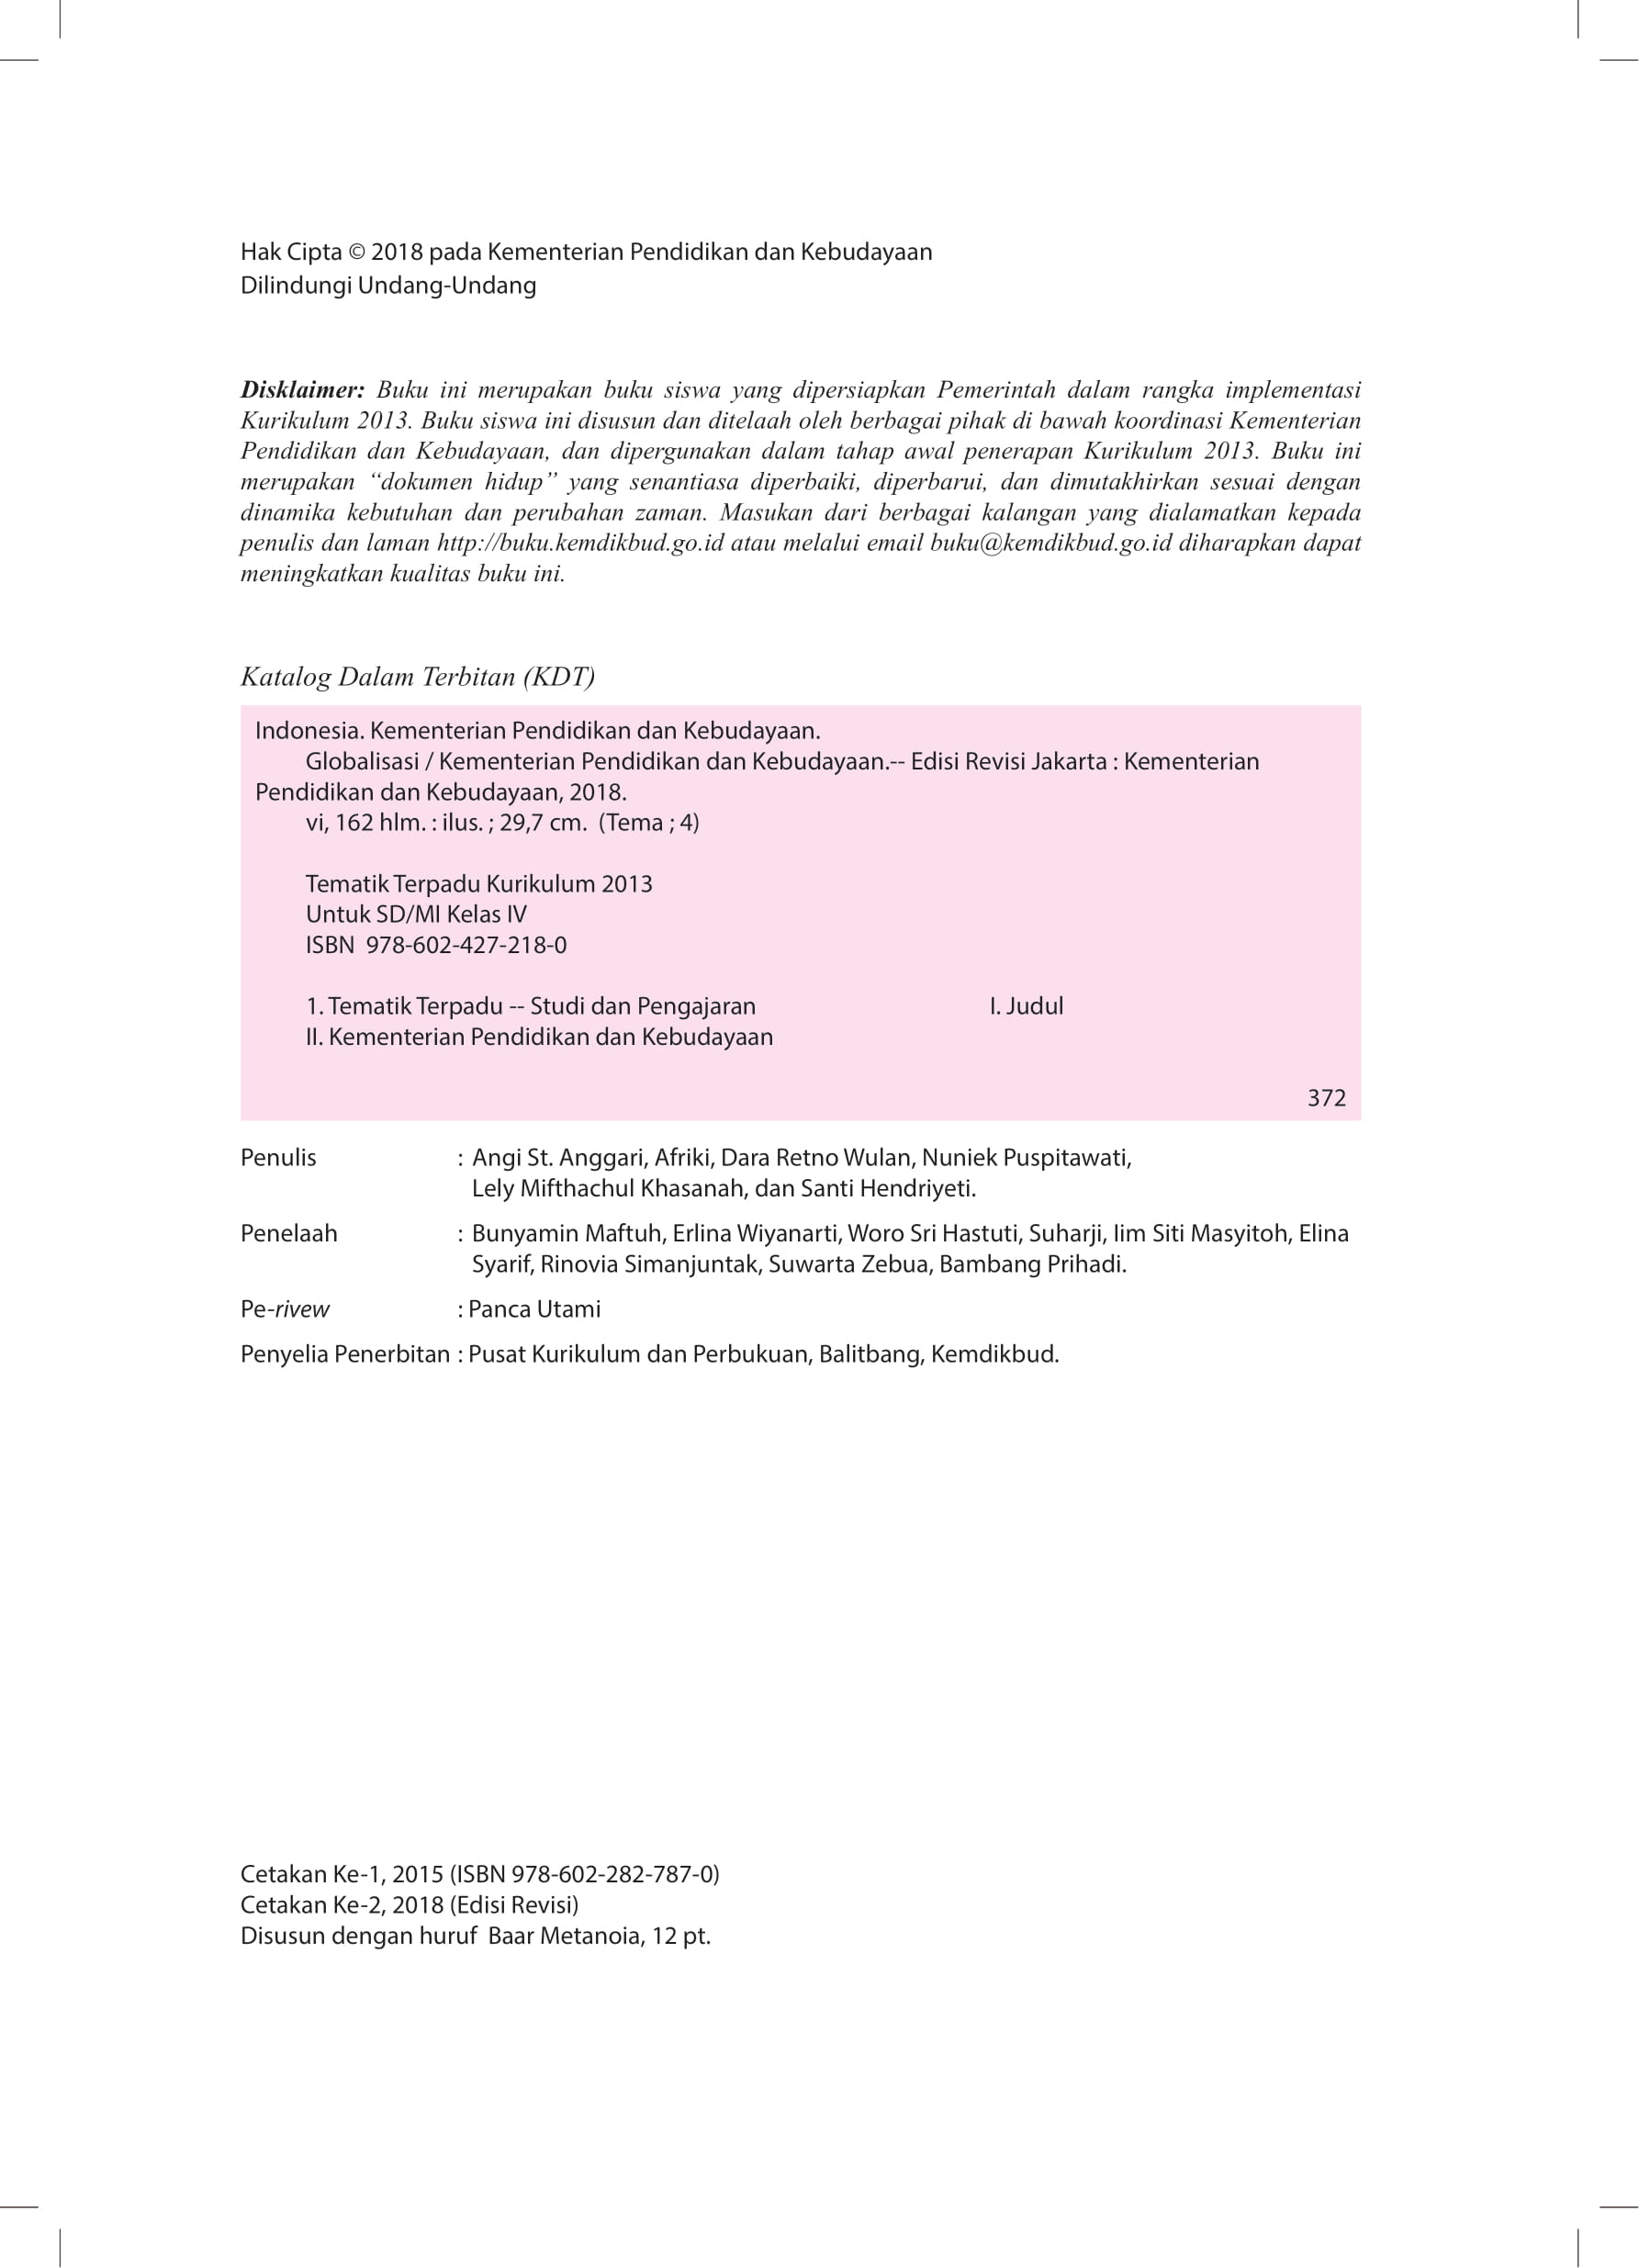 Hak Cipta © 2018 pada Kementerian Pendidikan dan Kebudayaan
Dilindungi Undang-Undang
Disklaimer: Buku ini merupakan buku siswa yang dipersiapkan Pemerintah dalam rangka implementasi
Kurikulum 2013. Buku siswa ini disusun dan ditelaah oleh berbagai pihak di bawah koordinasi Kementerian
Pendidikan dan Kebudayaan, dan dipergunakan dalam tahap awal penerapan Kurikulum 2013. Buku ini
merupakan “dokumen hidup” yang senantiasa diperbaiki, diperbarui, dan dimutakhirkan sesuai dengan
dinamika kebutuhan dan perubahan zaman. Masukan dari berbagai kalangan yang dialamatkan kepada
penulis dan laman http://buku.kemdikbud.go.id atau melalui email buku@kemdikbud.go.id diharapkan dapat
meningkatkan kualitas buku ini.
Katalog Dalam Terbitan (KDT)
Indonesia. Kementerian Pendidikan dan Kebudayaan.
Globalisasi / Kementerian Pendidikan dan Kebudayaan.-- Edisi Revisi Jakarta : Kementerian
Pendidikan dan Kebudayaan, 2018.
vi, 162 hlm. : ilus. ; 29,7 cm. (Tema ; 4)
Tematik Terpadu Kurikulum 2013
Untuk SD/MI Kelas IV
ISBN 978-602-427-218-0
1. Tematik Terpadu -- Studi dan Pengajaran I. Judul
II. Kementerian Pendidikan dan Kebudayaan
372
Penulis : Angi St. Anggari, Afriki, Dara Retno Wulan, Nuniek Puspitawati,
Lely Mifthachul Khasanah, dan Santi Hendriyeti.
Penelaah : Bunyamin Maftuh, Erlina Wiyanarti, Woro Sri Hastuti, Suharji, Iim Siti Masyitoh, Elina
Syarif, Rinovia Simanjuntak, Suwarta Zebua, Bambang Prihadi.
Pe-rivew : Panca Utami
Penyelia Penerbitan : Pusat Kurikulum dan Perbukuan, Balitbang, Kemdikbud.
Cetakan Ke-1, 2015 (ISBN 978-602-282-787-0)
Cetakan Ke-2, 2018 (Edisi Revisi)
Disusun dengan huruf Baar Metanoia, 12 pt.